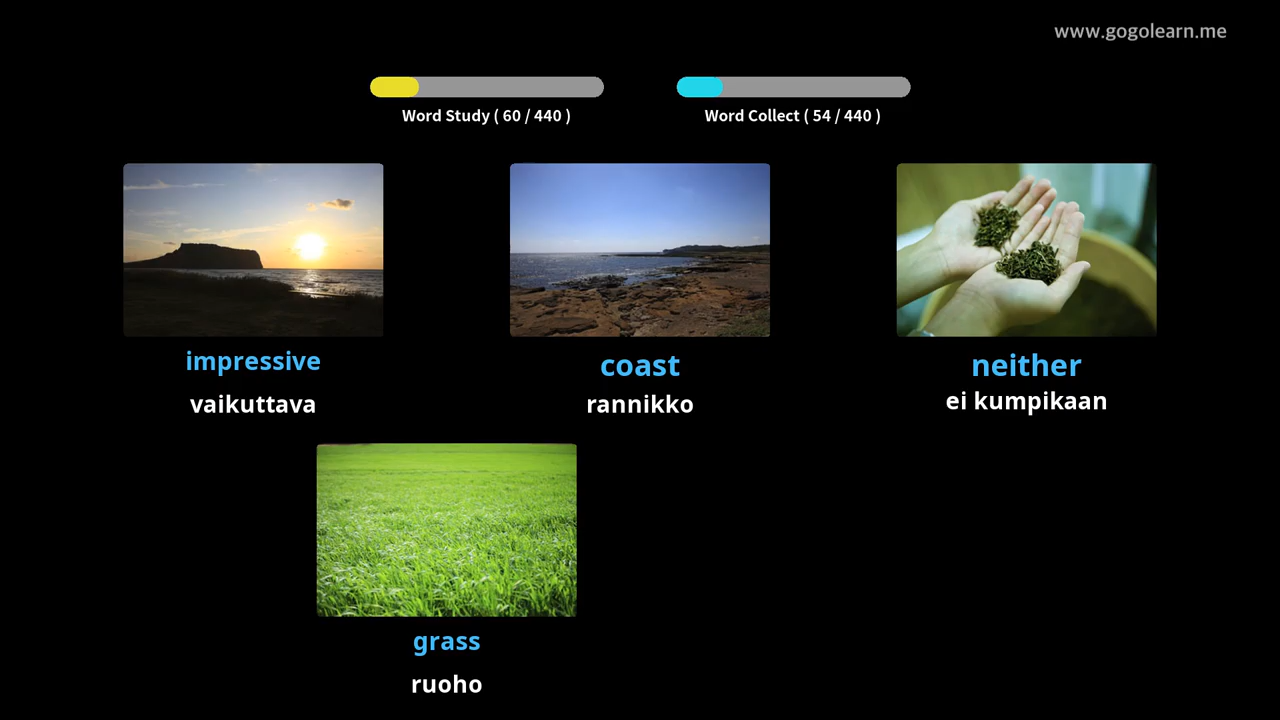 www.gogolearn.me
Word Study ( 60 / 440 )
Word Collect ( 54 / 440 )
impressive
vaikuttava
coast
rannikko
neither
ei kumpikaan
grass
ruoho